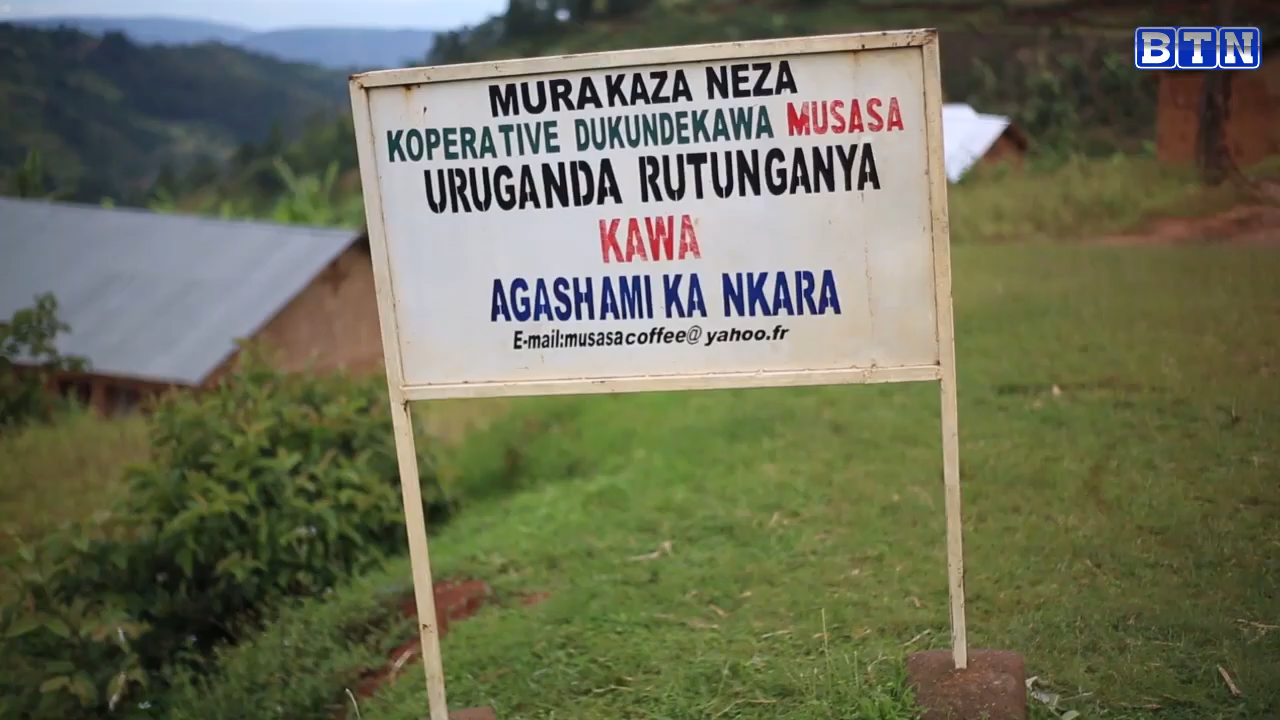 BTN
MURAKAZA NEZA
KOPERATIVE DUKUNDEKAWA MUSASA
URUGANDA RUTUNGANYA
KAWA
AGASHAMI KA NKARA
E-mail:musasacoffee@yahoo.fr